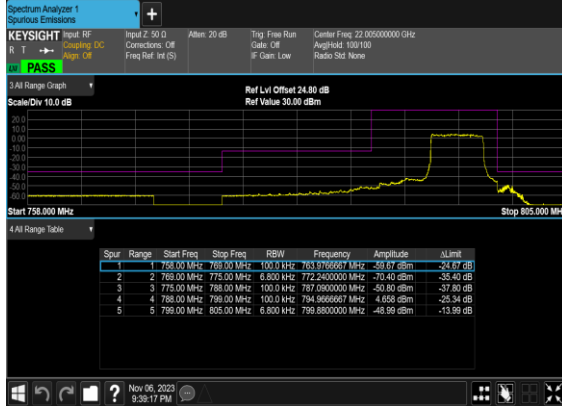 Spectrum Analyzer 1
Spurious Emissions
KEYSIGHT Input: RF Input Z: 50 Ω Atten: 20 dB Trig: Free Run Center Freq: 22.005000000 GHz
R T Coupling: DC Corrections: Off Gate: Off Avg|Hold: 100/100
Align: Off Freq Ref: Int (S) IF Gain: Low Radio Std: None
PASS
3 All Range Graph
Ref Lvl Offset 24.80 dB
Scale/Div 10.0 dB Ref Value 30.00 dBm
20.0
10.0
0.00
-10.0
-20.0
-30.0
-40.0
-50.0
-60.0
Start 758.000 MHz Stop 805.000 MH
4 All Range Table
Spur Range Start Freq Stop Freq RBW Frequency Amplitude ΔLimit
1 1 758.00 MHz 769.00 MHz 100.0 kHz 763.9766667 MHz -59.67 dBm -24.67 dB
2 2 769.00 MHz 775.00 MHz 6.800 kHz 772.2400000 MHz -70.40 dBm -35.40 dB
3 3 775.00 MHz 788.00 MHz 100.0 kHz 787.0900000 MHz -50.80 dBm -37.80 dB
4 4 788.00 MHz 799.00 MHz 100.0 kHz 794.9666667 MHz 4.658 dBm -25.34 dB
5 5 799.00 MHz 805.00 MHz 6.800 kHz 799.8800000 MHz -48.99 dBm -13.99 dB
Nov 06, 2023
9:39:17 PM